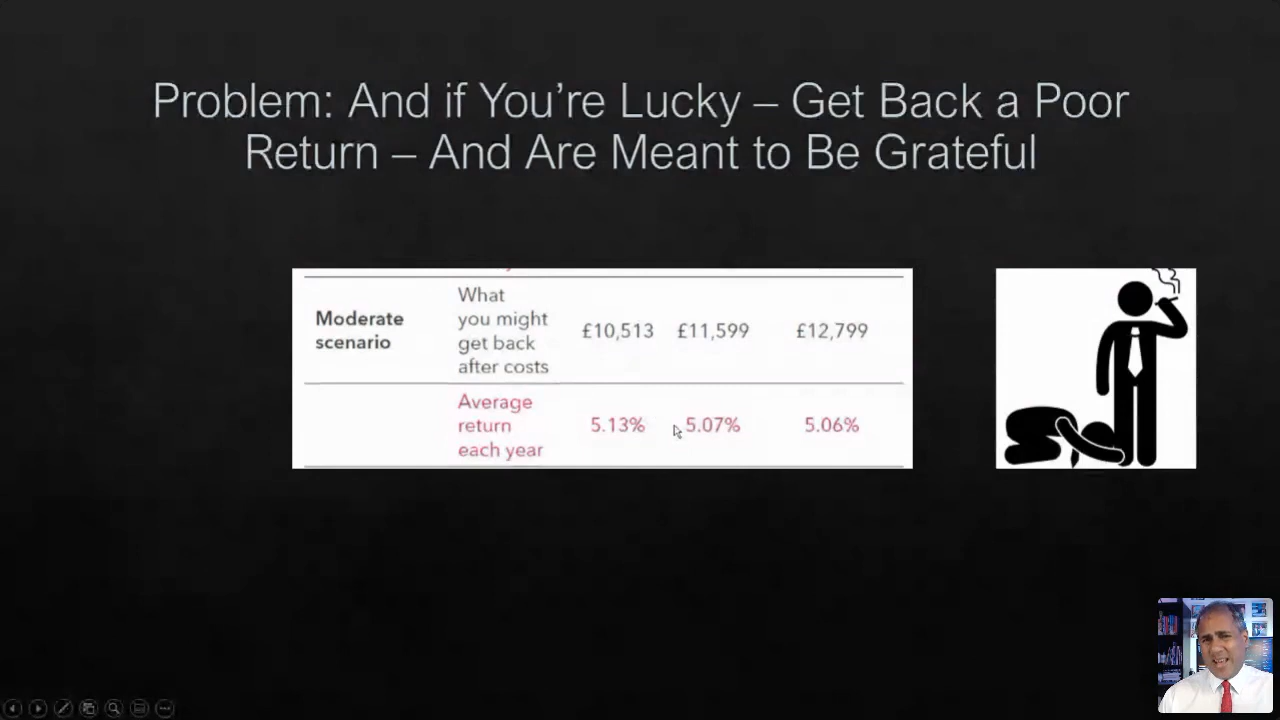 Problem: And if You’re Lucky – Get Back a Poor
Return – And Are Meant to Be Grateful
Moderate
scenario
What
you might
get back
after costs
£10,513 £11,599 £12,799
Average
return
each year
5.13% 5.07% 5.06%